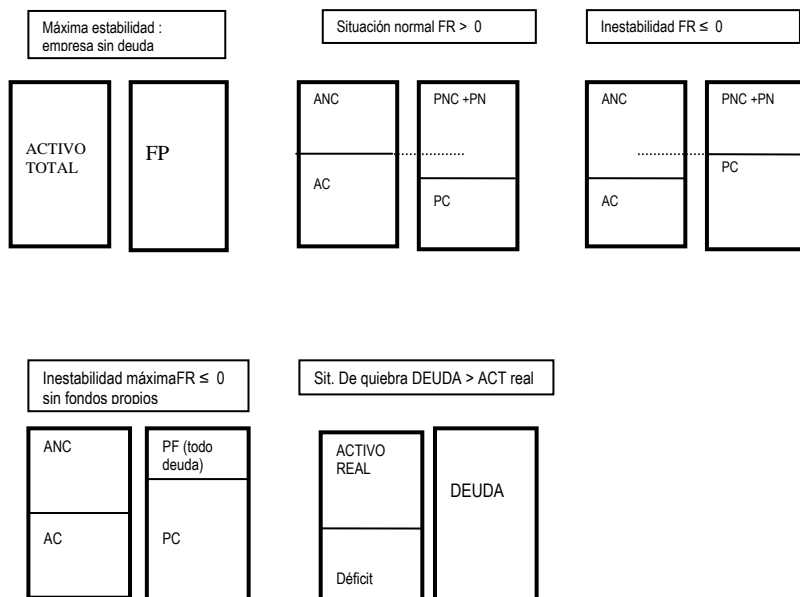 Máxima estabilidad :
empresa sin deuda
Situación normal FR > 0
Inestabilidad FR ≤ 0
ACTIVO
TOTAL
FP
ANC
AC
PNC +PN
PC
ANC
AC
PNC +PN
PC
Inestabilidad máximaFR ≤ 0
sin fondos propios
Sit. De quiebra DEUDA > ACT real
ANC
AC
PF (todo
deuda)
PC
ACTIVO
REAL
Déficit
DEUDA